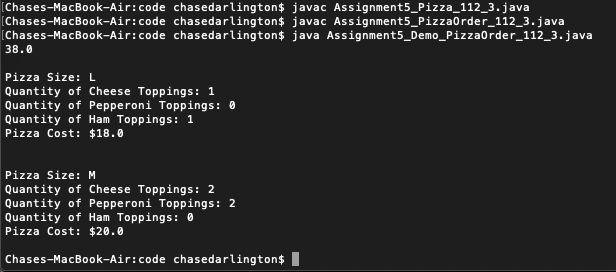 [Chases-MacBook-Air:code chasedarlington$ javac Assignment5_Pizza_112_3.java
[Chases-MacBook-Air:code chasedarlington$ javac Assignment5_PizzaOrder_112_3.java
[Chases-MacBook-Air:code chasedarlington$ java Assignment5_Demo_PizzaOrder_112_3.java
38.0
Pizza Size: L
Quantity of Cheese Toppings: 1
Quantity of Pepperoni Toppings: 0
Quantity of Ham Toppings: 1
Pizza Cost: $18.0
Pizza Size: M
Quantity of Cheese Toppings: 2
Quantity of Pepperoni Toppings: 2
Quantity of Ham Toppings: 0
Pizza Cost: $20.0
Chases-MacBook-Air:code chasedarlington$